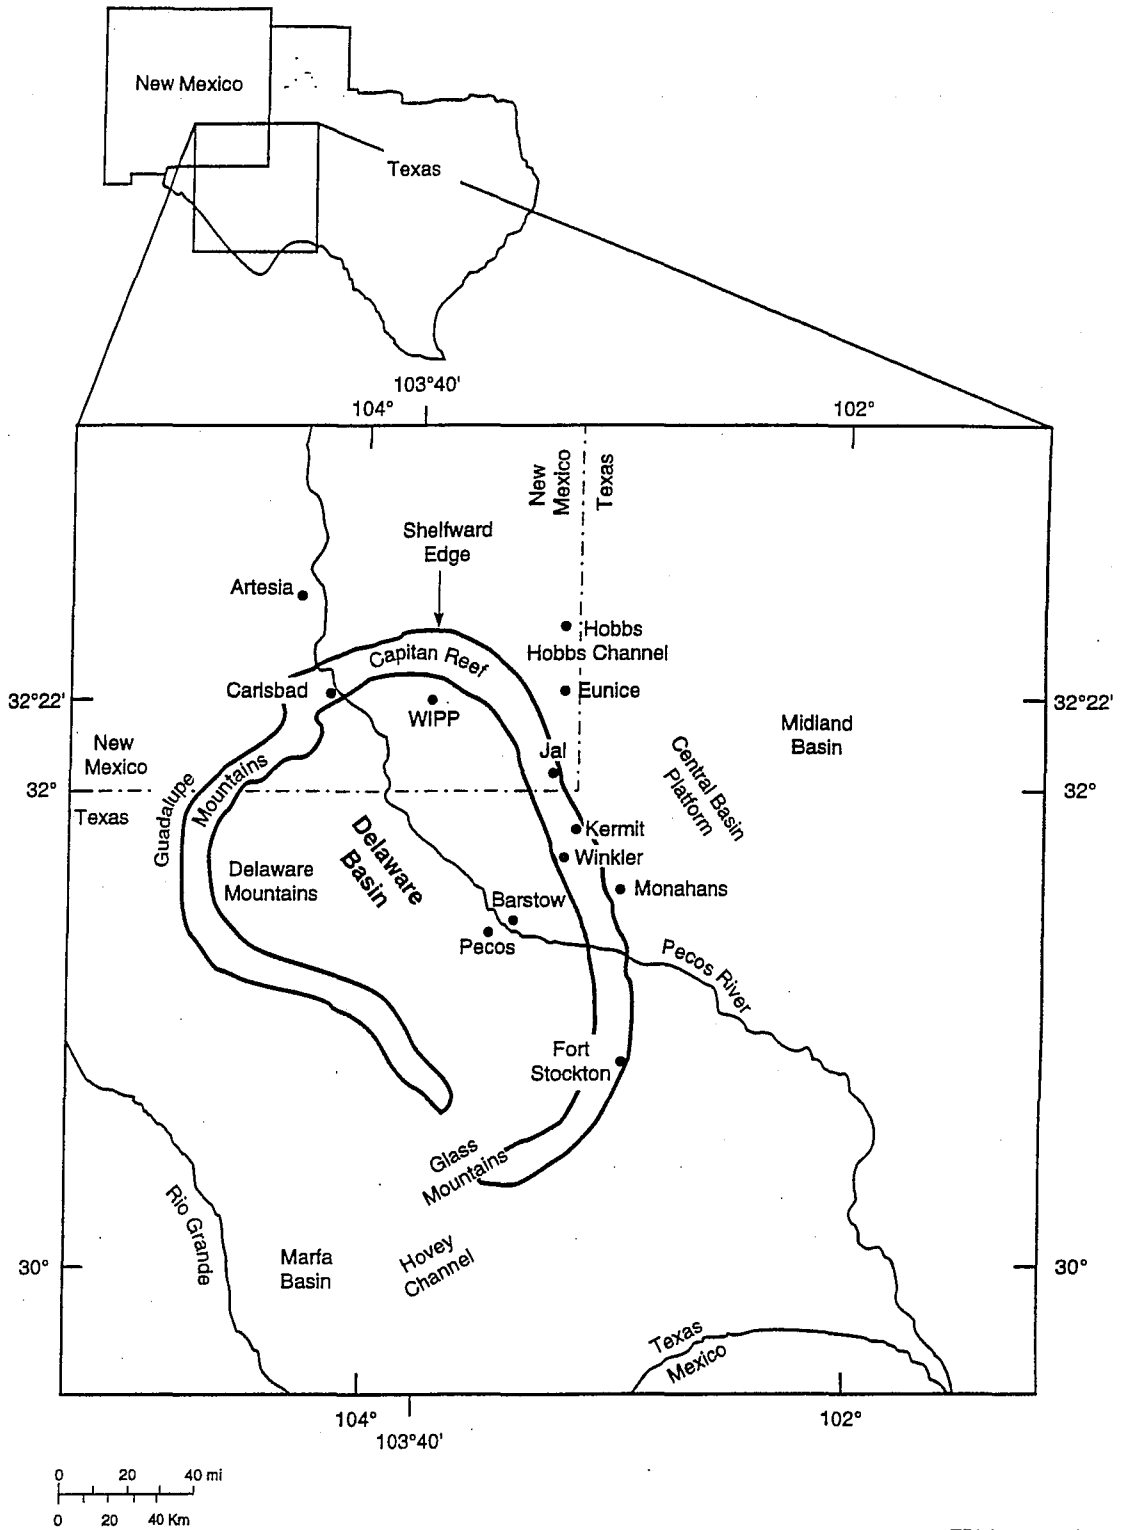 New Mexico
Texas
103°40'
104°
102°
New
Mexico
Texas
Shelfward
Edge
Artesia
Hobbs
Hobbs Channel
Capitan Reef
Carlsbad
Eunice
32°22'
WIPP
32°22'
Midland
Basin
New
Mexico
Jal
Central Basin
Platform
Guadalupe
Mountains
32°
32°
Texas
Kermit
Delaware
Basin
Winkler
Delaware
Mountains
Monahans
Barstow
Pecos
Pecos River
Fort
Stockton
Glass
Mountains
Rio Grande
Marfa
Basin
Hovey
Channel
30°
30°
Texas
Mexico
104°
102°
103°40'
0 20 40 mi
0 20 40 Km